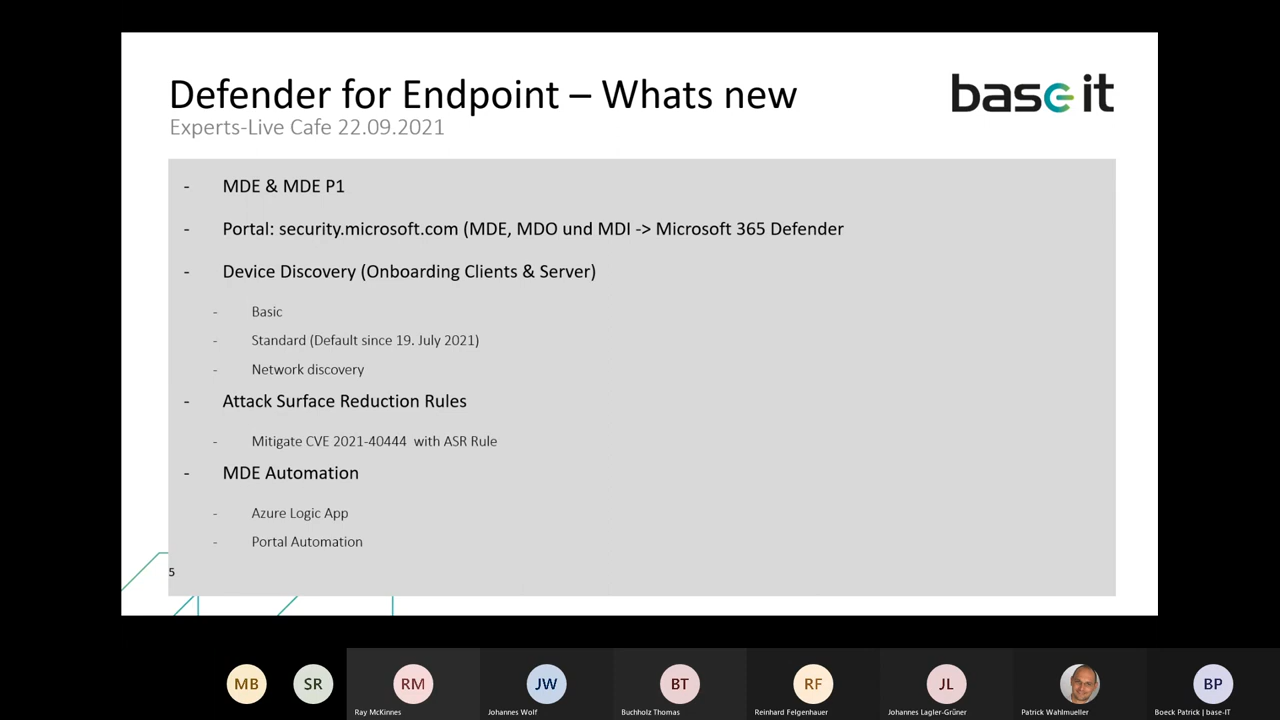 Defender for Endpoint – Whats new
base it
Experts-Live Cafe 22.09.2021
- MDE & MDE P1
- Portal: security.microsoft.com (MDE, MDO und MDI -> Microsoft 365 Defender
- Device Discovery (Onboarding Clients & Server)
- Basic
- Standard (Default since 19. July 2021)
- Network discovery
- Attack Surface Reduction Rules
- Mitigate CVE 2021-40444 with ASR Rule
- MDE Automation
- Azure Logic App
- Portal Automation
5
MB SR RM JW BT RF JL BP
Ray McKinnes Johannes Wolf Buchholz Thomas Reinhard Felgenhauer Johannes Lagler-Grüner Patrick Wahlmueller Boeck Patrick | base-IT